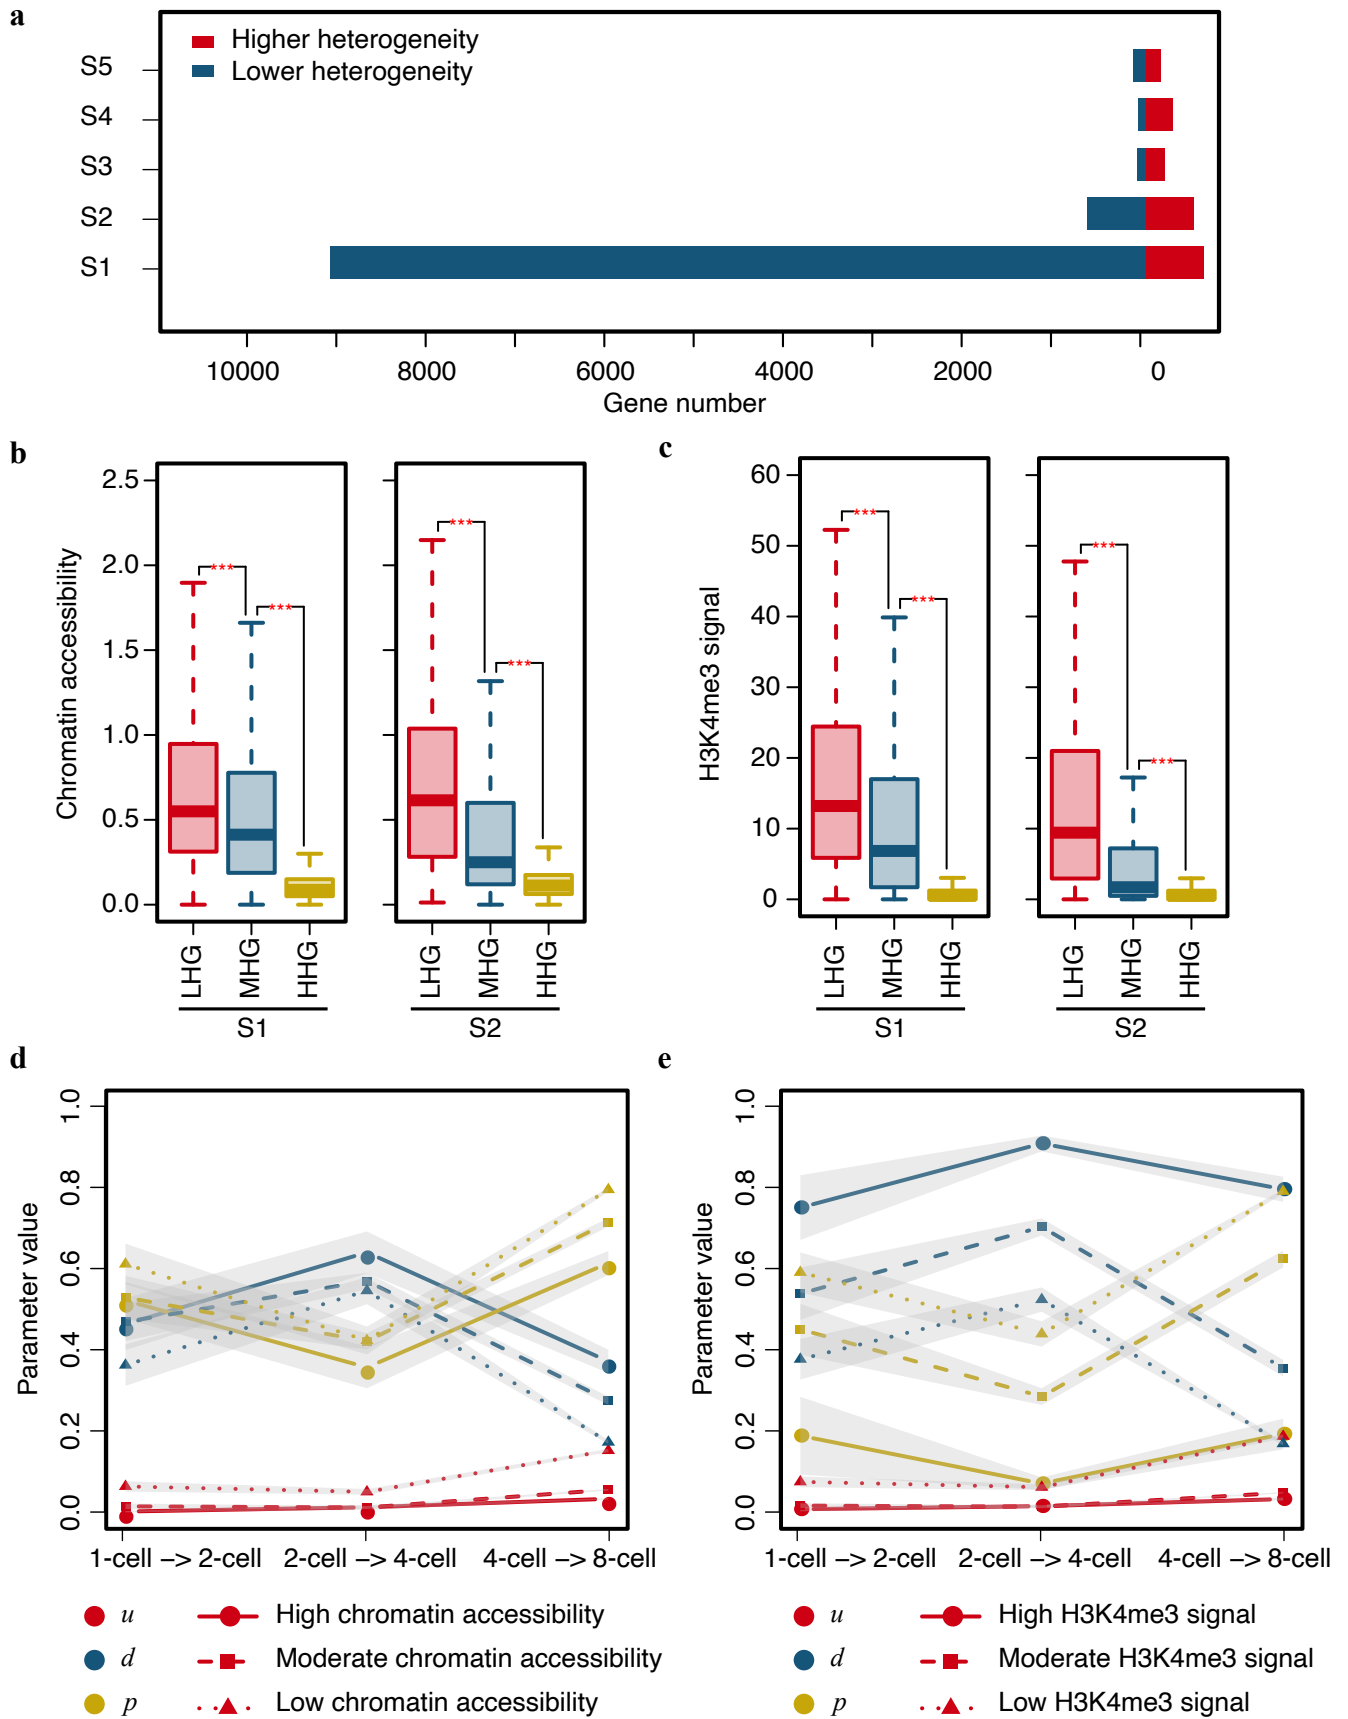 a
Higher heterogeneity
Lower heterogeneity
S5
S4
S3
S2
S1
10000 8000 6000 4000 2000 0
Gene number
b
Chromatin accessibility
2.5
2.0
1.5
1.0
0.5
0.0
*** ***
*** ***
LHG MHG HHG LHG MHG HHG
S1 S2
c
H3K4me3 signal
60
50
40
30
20
10
0
*** ***
*** ***
LHG MHG HHG LHG MHG HHG
S1 S2
d
Parameter value
1.0
0.8
0.6
0.4
0.2
0.0
1-cell –> 2-cell 2-cell –> 4-cell 4-cell –> 8-cell
u High chromatin accessibility
d Moderate chromatin accessibility
p Low chromatin accessibility
e
Parameter value
1.0
0.8
0.6
0.4
0.2
0.0
1-cell –> 2-cell 2-cell –> 4-cell 4-cell –> 8-cell
u High H3K4me3 signal
d Moderate H3K4me3 signal
p Low H3K4me3 signal